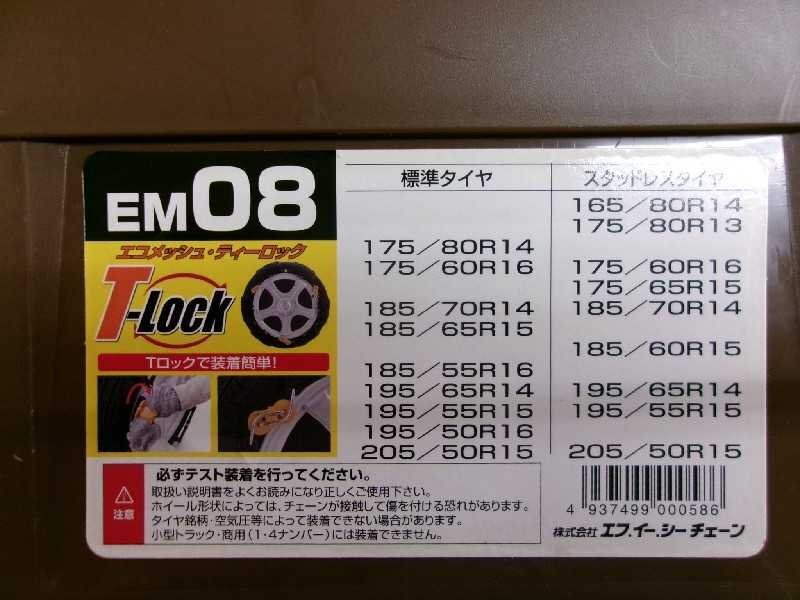 EM08
エコメッシュ・ティーロック
T-Lock
Tロックで装着簡単!
標準タイヤ
175/80R14
175/60R16
185/70R14
185/65R15
185/55R16
195/65R14
195/55R15
195/50R16
205/50R15
スタッドレスタイヤ
165/80R14
175/80R13
175/60R16
175/65R15
185/70R14
185/60R15
195/65R14
195/55R15
205/50R15
注意
必ずテスト装着を行ってください。
取扱い説明書をよくお読みになり正しくご使用下さい。
ホイール形状によっては、チェーンが接触して傷を付ける恐れがあります。
タイヤ銘柄・空気圧等によって装着できない場合があります。
小型トラック・商用(1・4ナンバー)には装着できません。
4 937499 000586
株式会社 エフ.イー.シーチェーン